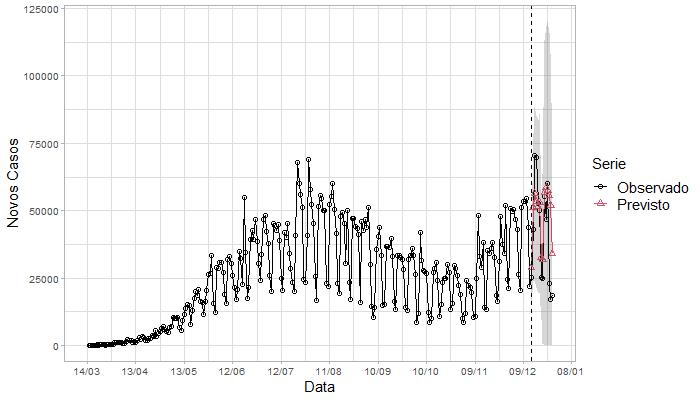 125000
100000
75000
50000
25000
0
Novos Casos
14/03 13/04 13/05 12/06 12/07 11/08 10/09 10/10 09/11 09/12 08/01
Data
Serie
Observado
Previsto